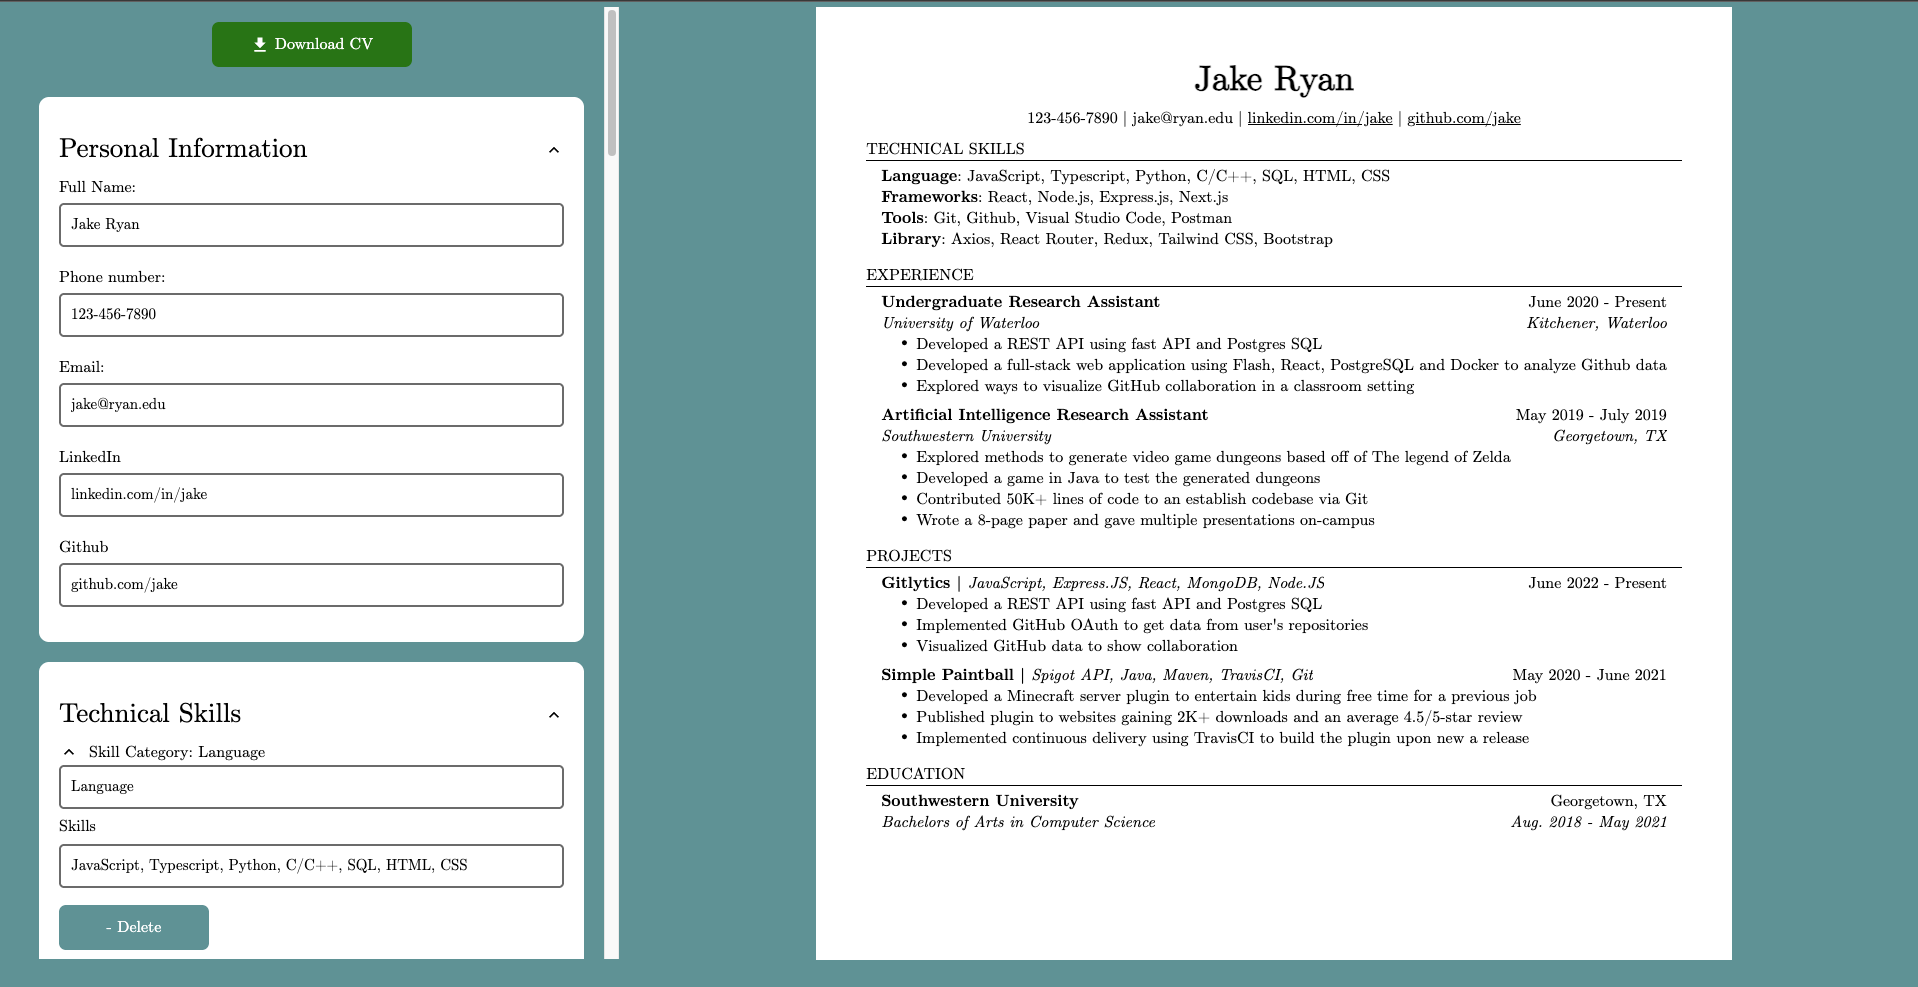 Download CV
Personal Information
Full Name:
Jake Ryan
Phone number:
123-456-7890
Email:
jake@ryan.edu
LinkedIn
linkedin.com/in/jake
Github
github.com/jake
Technical Skills
Skill Category: Language
Language
Skills
JavaScript, Typescript, Python, C/C++, SQL, HTML, CSS
- Delete
Jake Ryan
123-456-7890 | jake@ryan.edu | linkedin.com/in/jake | github.com/jake
TECHNICAL SKILLS
Language: JavaScript, Typescript, Python, C/C++, SQL, HTML, CSS
Frameworks: React, Node.js, Express.js, Next.js
Tools: Git, Github, Visual Studio Code, Postman
Library: Axios, React Router, Redux, Tailwind CSS, Bootstrap
EXPERIENCE
Undergraduate Research Assistant June 2020 - Present
University of Waterloo Kitchener, Waterloo
• Developed a REST API using fast API and Postgres SQL
• Developed a full-stack web application using Flash, React, PostgreSQL and Docker to analyze Github data
• Explored ways to visualize GitHub collaboration in a classroom setting
Artificial Intelligence Research Assistant May 2019 - July 2019
Southwestern University Georgetown, TX
• Explored methods to generate video game dungeons based off of The legend of Zelda
• Developed a game in Java to test the generated dungeons
• Contributed 50K+ lines of code to an establish codebase via Git
• Wrote a 8-page paper and gave multiple presentations on-campus
PROJECTS
Gitlytics | JavaScript, Express.JS, React, MongoDB, Node.JS June 2022 - Present
• Developed a REST API using fast API and Postgres SQL
• Implemented GitHub OAuth to get data from user's repositories
• Visualized GitHub data to show collaboration
Simple Paintball | Spigot API, Java, Maven, TravisCI, Git May 2020 - June 2021
• Developed a Minecraft server plugin to entertain kids during free time for a previous job
• Published plugin to websites gaining 2K+ downloads and an average 4.5/5-star review
• Implemented continuous delivery using TravisCI to build the plugin upon new a release
EDUCATION
Southwestern University Georgetown, TX
Bachelors of Arts in Computer Science Aug. 2018 - May 2021